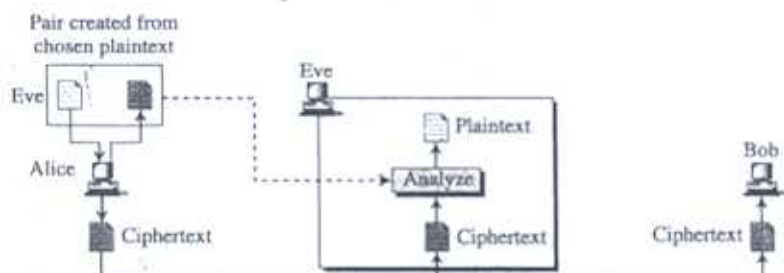 Pair created from
chosen plaintext
Eve
Eve
Plaintext
Alice
Analyze
Bob
Ciphertext
Ciphertext
Ciphertext